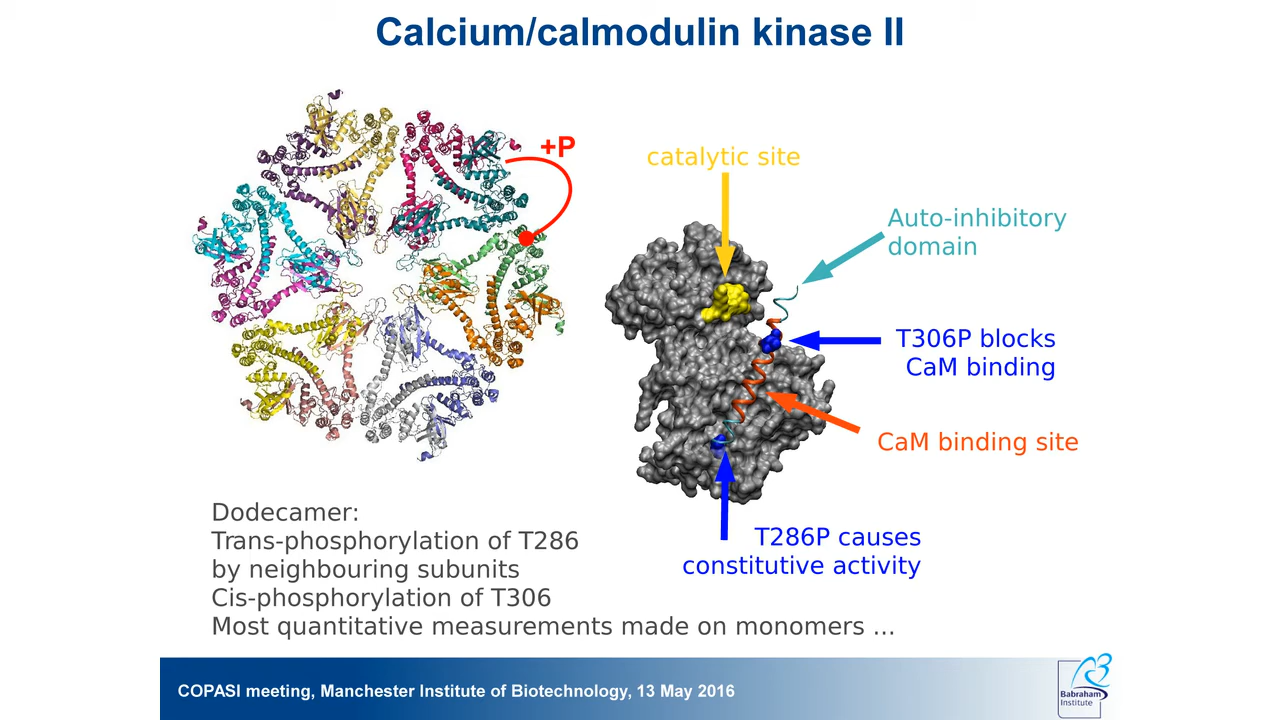 Calcium/calmodulin kinase II
+P
catalytic site
Auto-inhibitory
domain
T306P blocks
CaM binding
CaM binding site
T286P causes
constitutive activity
Dodecamer:
Trans-phosphorylation of T286
by neighbouring subunits
Cis-phosphorylation of T306
Most quantitative measurements made on monomers ...
COPASI meeting, Manchester Institute of Biotechnology, 13 May 2016
Babraham
Institute